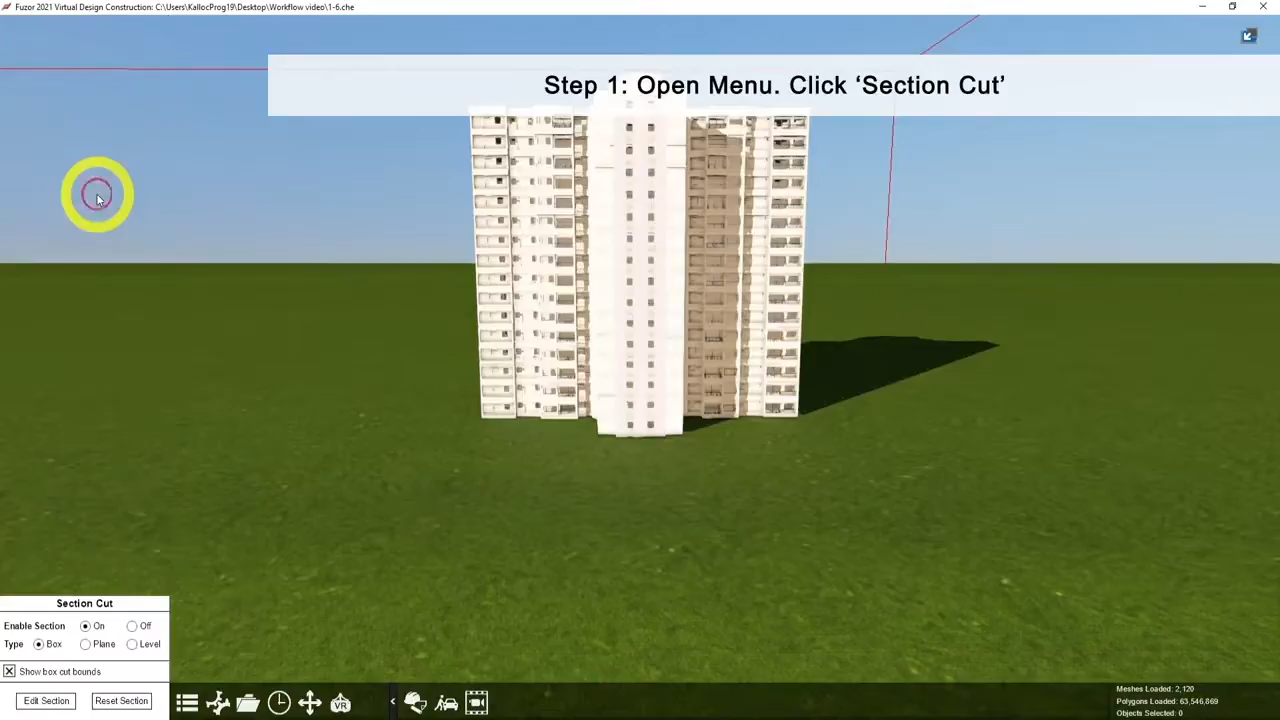 Fuzor 2021 Virtual Design Construction: C:\Users\KallocProg19\Desktop\Workflow video\1-6.che
Step 1: Open Menu. Click ‘Section Cut’
Section Cut
Enable Section On Off
Type Box Plane Level
Show box cut bounds
Edit Section Reset Section
VR
Meshes Loaded: 2,120
Polygons Loaded: 63,546,869
Objects Selected: 0